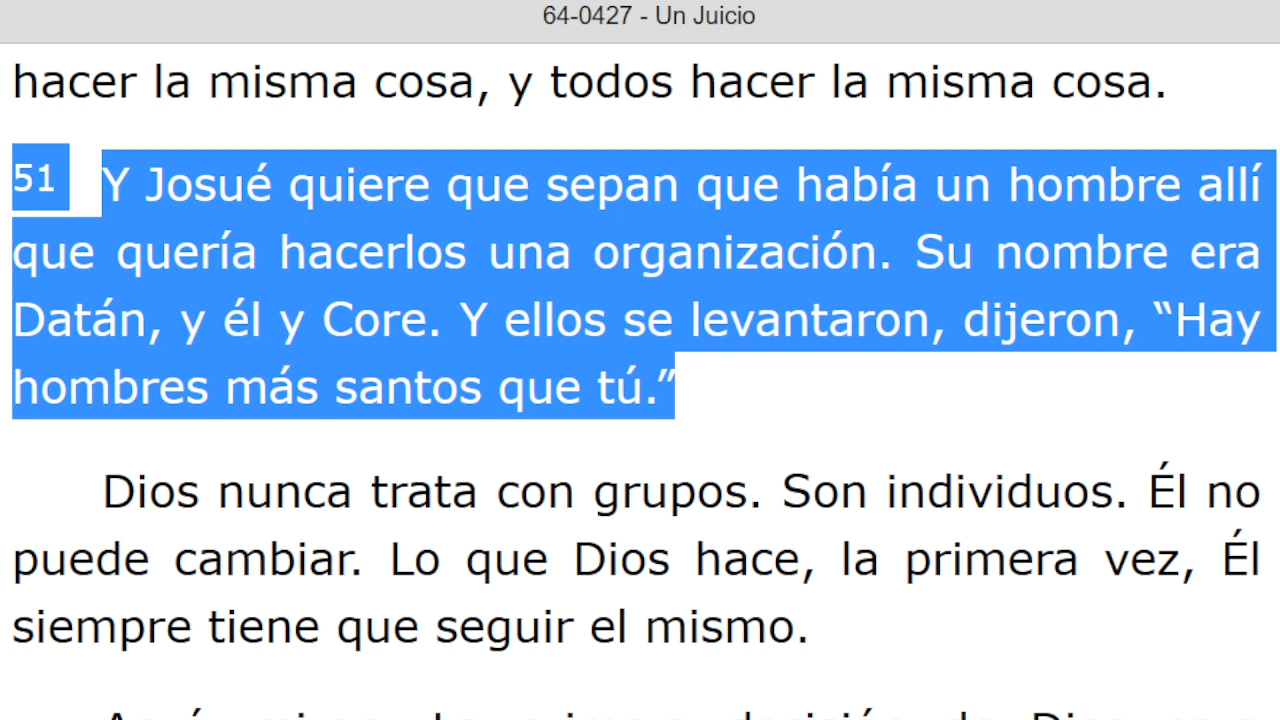 64-0427 - Un Juicio
hacer la misma cosa, y todos hacer la misma cosa.
51 Y Josué quiere que sepan que había un hombre allí
que quería hacerlos una organización. Su nombre era
Datán, y él y Core. Y ellos se levantaron, dijeron, “Hay
hombres más santos que tú.”
Dios nunca trata con grupos. Son individuos. Él no
puede cambiar. Lo que Dios hace, la primera vez, Él
siempre tiene que seguir el mismo.